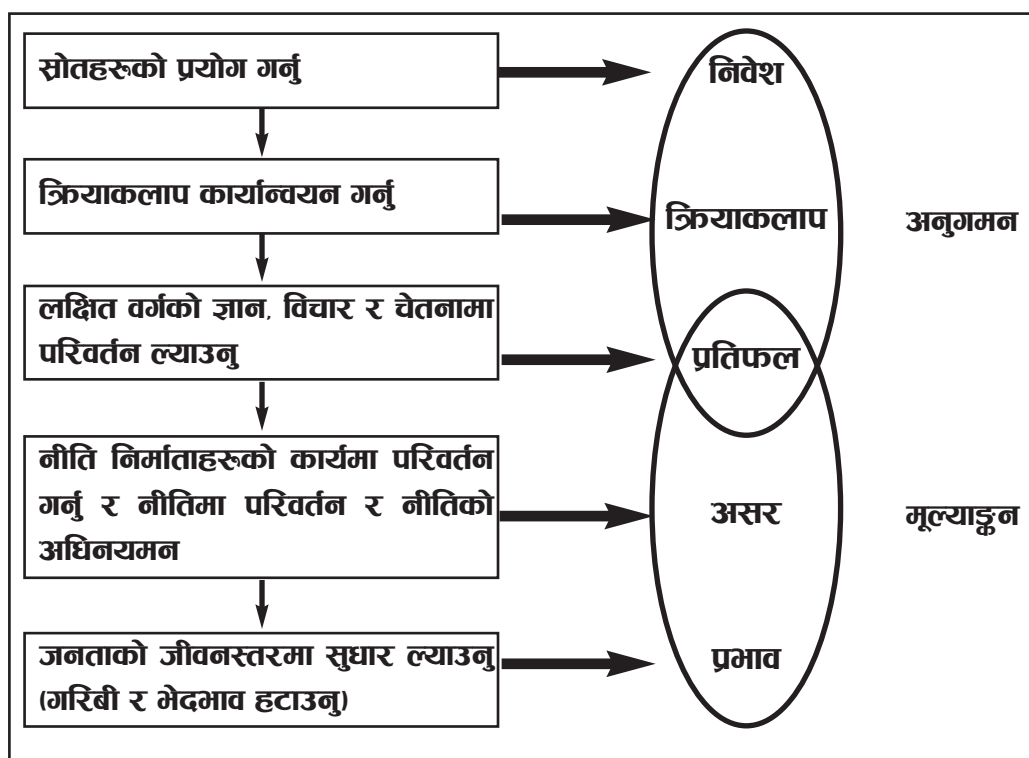 स्रोतहरुको प्रयोग गर्नु
निवेश
क्रियाकलाप कार्यान्वयन गर्नु
क्रियाकलाप
अनुगमन
लक्षित वर्गको ज्ञान, विचार र चेतनामा
परिवर्तन ल्याउनु
प्रतिफल
नीति निर्माताहरुको कार्यमा परिवर्तन
गर्नु र नीतिमा परिवर्तन र नीतिको
अधिनयमन
असर
मूल्याङ्कन
जनताको जीवनस्तरमा सुधार ल्याउनु
(गरिबी र भेदभाव हटाउनु)
प्रभाव